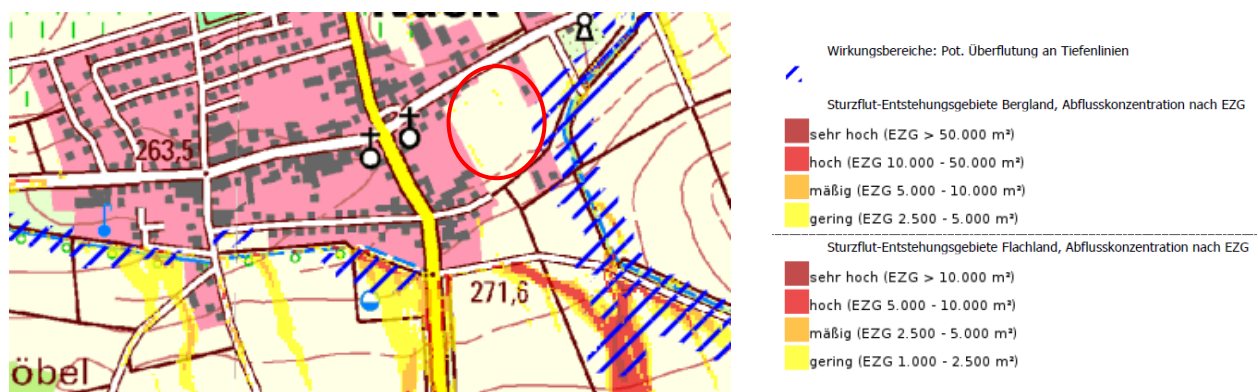 263,5
271,6
öbel
Wirkungsbereiche: Pot. Überflutung an Tiefenlinien
Sturzflut-Entstehungsgebiete Bergland, Abflusskonzentration nach EZG
sehr hoch (EZG > 50.000 m²)
hoch (EZG 10.000 - 50.000 m²)
mäßig (EZG 5.000 - 10.000 m²)
gering (EZG 2.500 - 5.000 m²)
Sturzflut-Entstehungsgebiete Flachland, Abflusskonzentration nach EZG
sehr hoch (EZG > 10.000 m²)
hoch (EZG 5.000 - 10.000 m²)
mäßig (EZG 2.500 - 5.000 m²)
gering (EZG 1.000 - 2.500 m²)